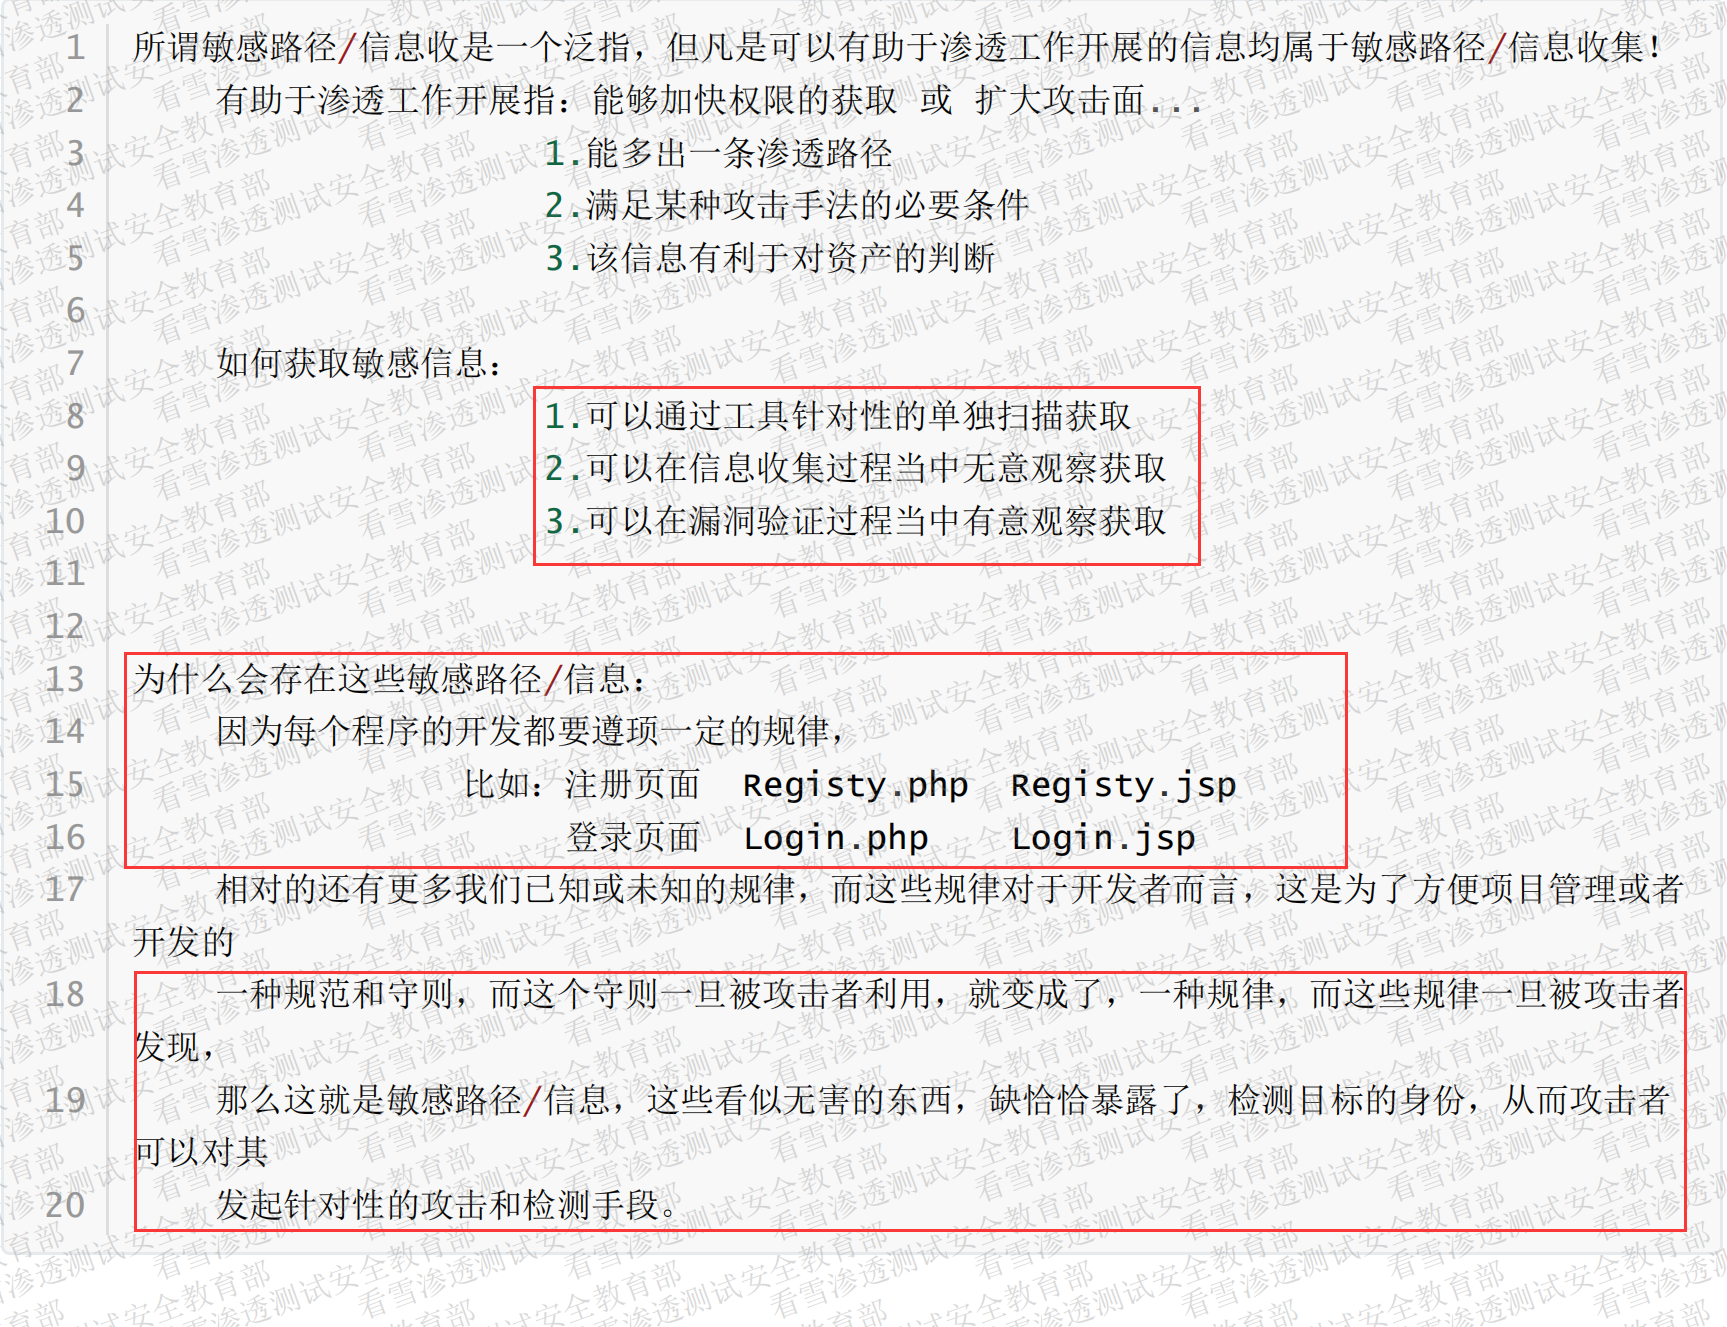 1 所谓敏感路径/信息收是一个泛指，但凡是可以有助于渗透工作开展的信息均属于敏感路径/信息收集！
2 有助于渗透工作开展指：能够加快权限的获取 或 扩大攻击面...
3 1.能多出一条渗透路径
4 2.满足某种攻击手法的必要条件
5 3.该信息有利于对资产的判断
6
7 如何获取敏感信息：
8 1.可以通过工具针对性的单独扫描获取
9 2.可以在信息收集过程当中无意观察获取
10 3.可以在漏洞验证过程当中有意观察获取
11
12
13 为什么会存在这些敏感路径/信息：
14 因为每个程序的开发都要遵项一定的规律，
15 比如：注册页面 Registy.php Registy.jsp
16 登录页面 Login.php Login.jsp
17 相对的还有更多我们已知或未知的规律，而这些规律对于开发者而言，这是为了方便项目管理或者
开发的
18 一种规范和守则，而这个守则一旦被攻击者利用，就变成了，一种规律，而这些规律一旦被攻击者
发现，
19 那么这就是敏感路径/信息，这些看似无害的东西，缺恰恰暴露了，检测目标的身份，从而攻击者
可以对其
20 发起针对性的攻击和检测手段。
看雪渗透测试安全教育部